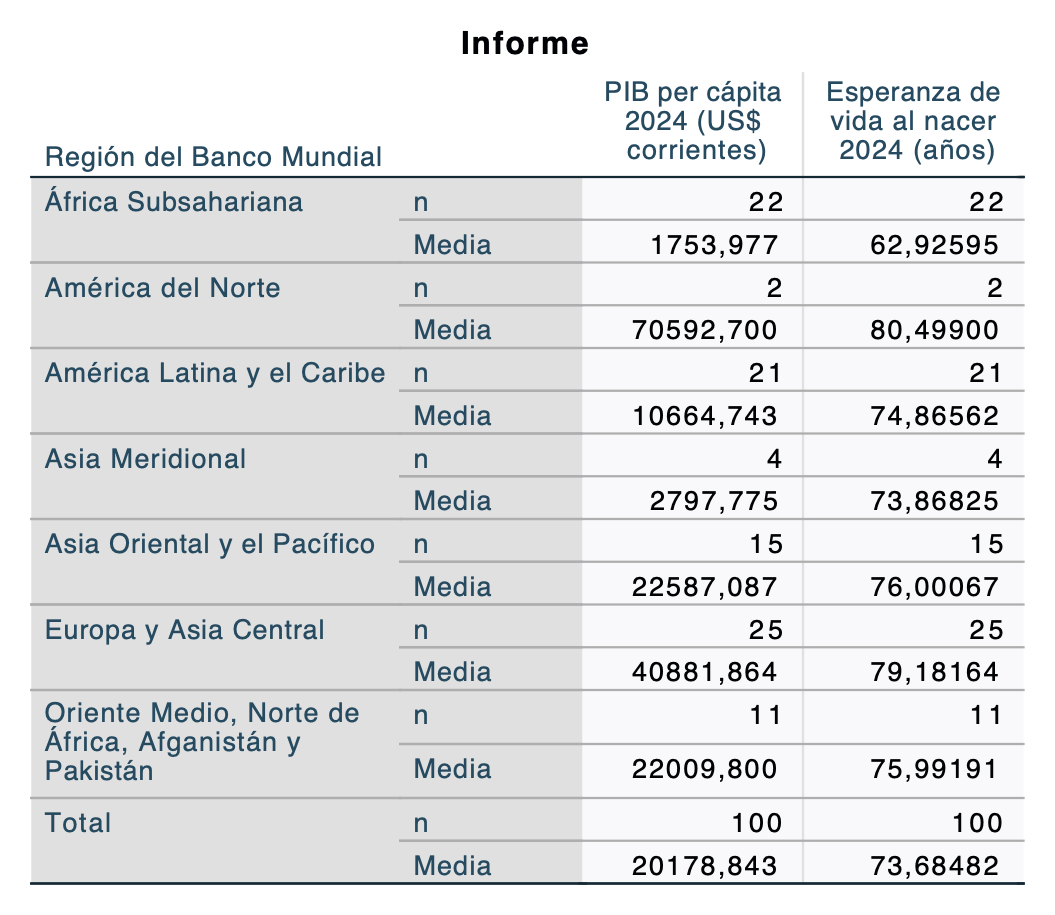 Informe
Región del Banco Mundial
PIB per cápita
2024 (US$
corrientes)
Esperanza de
vida al nacer
2024 (años)
África Subsahariana n 22 22
Media 1753,977 62,92595
América del Norte n 2 2
Media 70592,700 80,49900
América Latina y el Caribe n 21 21
Media 10664,743 74,86562
Asia Meridional n 4 4
Media 2797,775 73,86825
Asia Oriental y el Pacífico n 15 15
Media 22587,087 76,00067
Europa y Asia Central n 25 25
Media 40881,864 79,18164
Oriente Medio, Norte de
África, Afganistán y
Pakistán
n 11 11
Media 22009,800 75,99191
Total n 100 100
Media 20178,843 73,68482